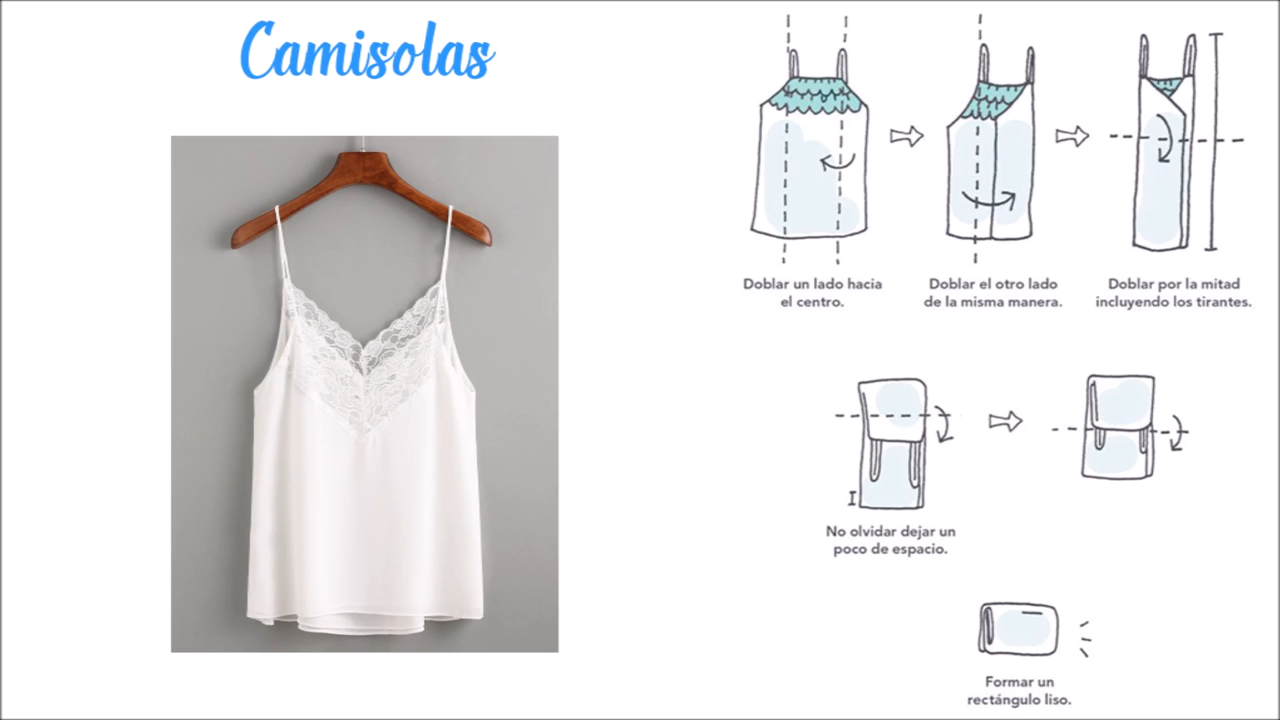 Camisolas
Doblar un lado hacia
el centro.
Doblar el otro lado
de la misma manera.
Doblar por la mitad
incluyendo los tirantes.
No olvidar dejar un
poco de espacio.
Formar un
rectángulo liso.